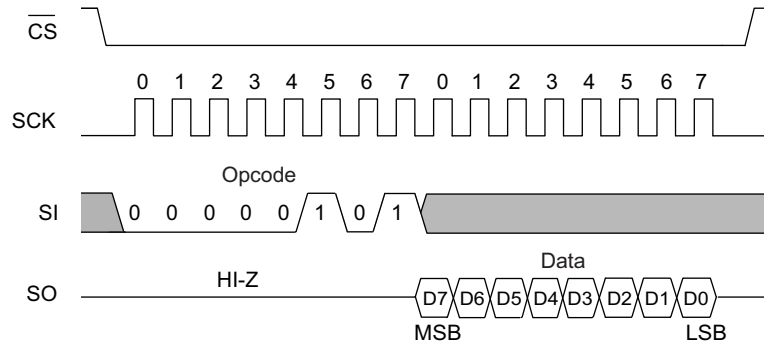 CS
0 1 2 3 4 5 6 7 0 1 2 3 4 5 6 7
SCK
Opcode
SI 0 0 0 0 0 1 0 1
Data
HI-Z
SO D7 D6 D5 D4 D3 D2 D1 D0
MSB LSB